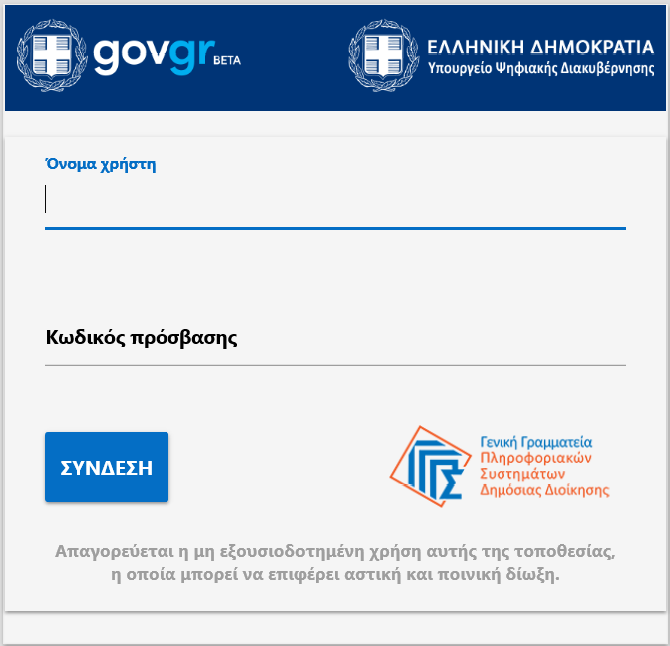 govgr BETA
ΕΛΛΗΝΙΚΗ ΔΗΜΟΚΡΑΤΙΑ
Υπουργείο Ψηφιακής Διακυβέρνησης
Όνομα χρήστη
Κωδικός πρόσβασης
ΣΥΝΔΕΣΗ
ΓΓΠΣ
Γενική Γραμματεία
Πληροφοριακών
Συστημάτων
Δημόσιας Διοίκησης
Απαγορεύεται η μη εξουσιοδοτημένη χρήση αυτής της τοποθεσίας,
η οποία μπορεί να επιφέρει αστική και ποινική δίωξη.